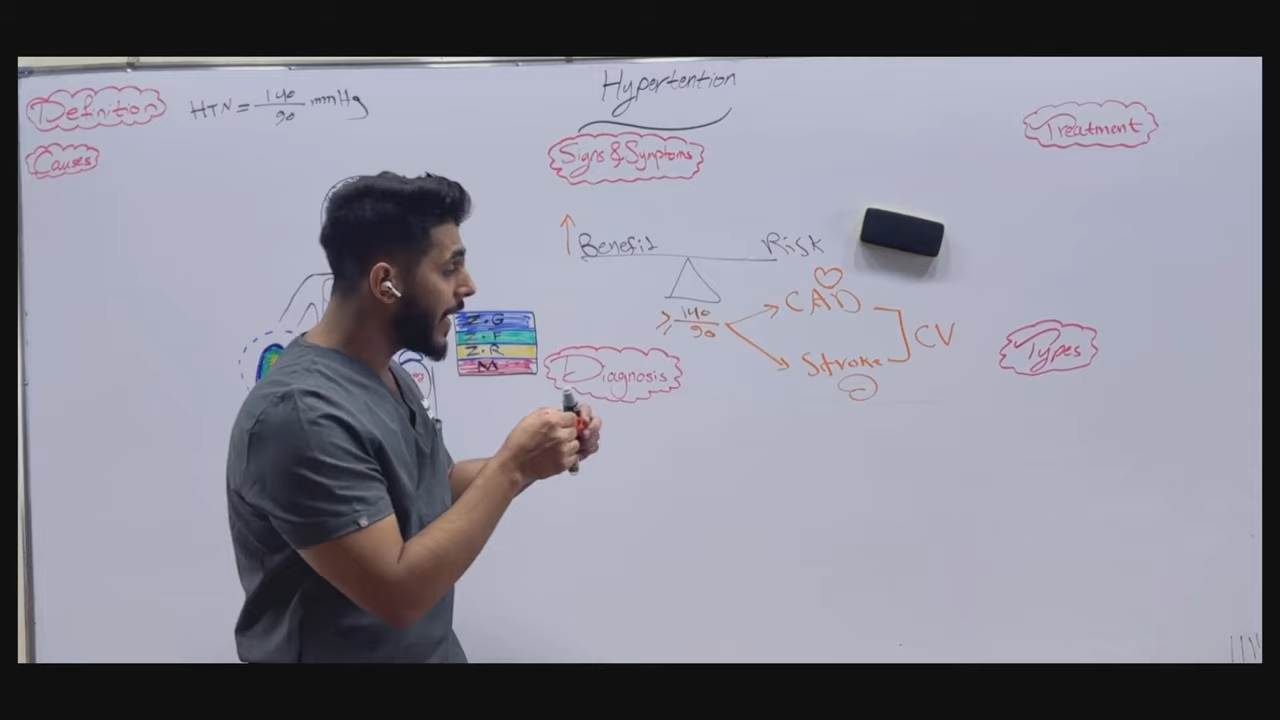 Hypertention
Definition
HTN = 140/90 mmHg
Causes
Signs & Symptoms
Treatment
↑ Benefit
Risk
≥ 140/90
CAD
Stroke
CV
Z.G
Z.F
Z.R
M
Diagnosis
Types